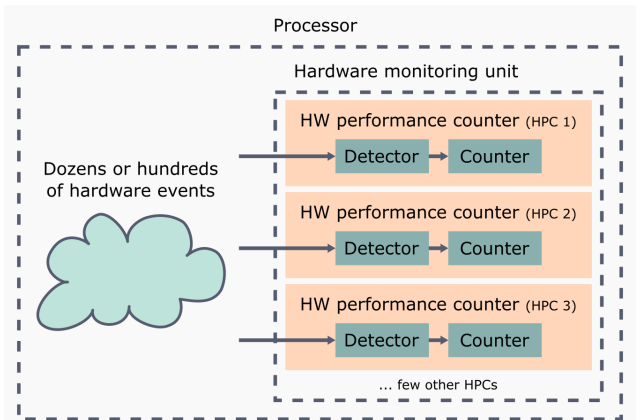 Processor
Hardware monitoring unit
HW performance counter (HPC 1)
Detector
Counter
Dozens or hundreds
of hardware events
HW performance counter (HPC 2)
Detector
Counter
HW performance counter (HPC 3)
Detector
Counter
... few other HPCs